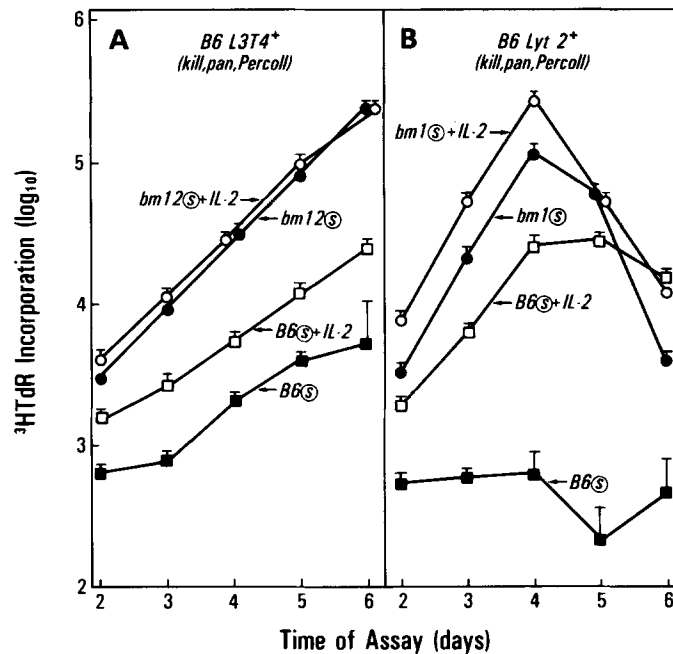 6
5
4
3
2
³HTdR Incorporation (log₁₀)
A
B6 L3T4⁺
(kill,pan,Percoll)
bm12Ⓢ+IL-2
bm12Ⓢ
B6Ⓢ+IL-2
B6Ⓢ
2 3 4 5 6
B
B6 Lyt 2⁺
(kill,pan,Percoll)
bm1Ⓢ+IL-2
bm1Ⓢ
B6Ⓢ+IL-2
B6Ⓢ
2 3 4 5 6
Time of Assay (days)